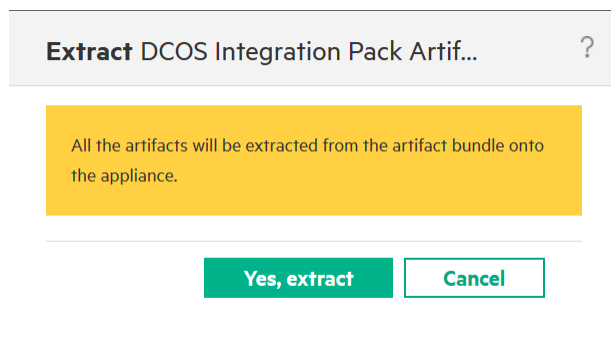 Extract DCOS Integration Pack Artif...
?
All the artifacts will be extracted from the artifact bundle onto
the appliance.
Yes, extract
Cancel